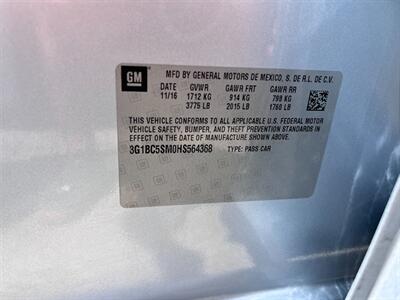 GM
MFD BY GENERAL MOTORS DE MEXICO, S. DE R.L. DE C.V.
DATE GVWR GAWR FRT GAWR RR
11/16 1712 KG 914 KG 798 KG
3775 LB 2015 LB 1760 LB
THIS VEHICLE CONFORMS TO ALL APPLICABLE U.S. FEDERAL MOTOR
VEHICLE SAFETY, BUMPER, AND THEFT PREVENTION STANDARDS IN
EFFECT ON THE DATE OF MANUFACTURE SHOWN ABOVE.
3G1BC5SM0HS564368 TYPE: PASS CAR